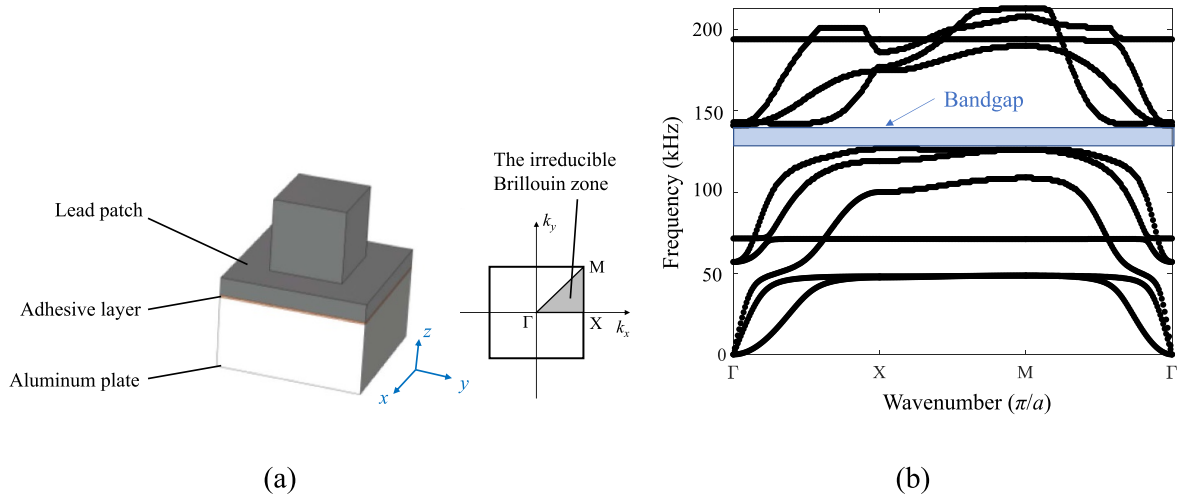 Lead patch
Adhesive layer
Aluminum plate
z
y
x
The irreducible
Brillouin zone
k_y
M
Γ
X
k_x
(a)
Bandgap
Frequency (kHz)
200
150
100
50
0
Γ
X
M
Γ
Wavenumber (π/a)
(b)